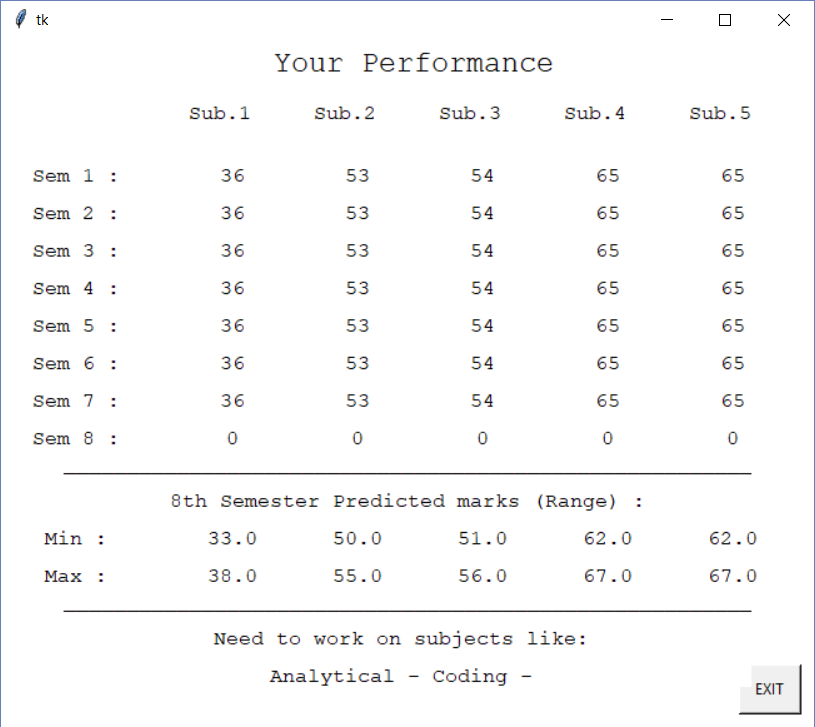 tk
Your Performance
Sub.1 Sub.2 Sub.3 Sub.4 Sub.5
Sem 1 : 36 53 54 65 65
Sem 2 : 36 53 54 65 65
Sem 3 : 36 53 54 65 65
Sem 4 : 36 53 54 65 65
Sem 5 : 36 53 54 65 65
Sem 6 : 36 53 54 65 65
Sem 7 : 36 53 54 65 65
Sem 8 : 0 0 0 0 0
8th Semester Predicted marks (Range) :
Min : 33.0 50.0 51.0 62.0 62.0
Max : 38.0 55.0 56.0 67.0 67.0
Need to work on subjects like:
Analytical - Coding -
EXIT